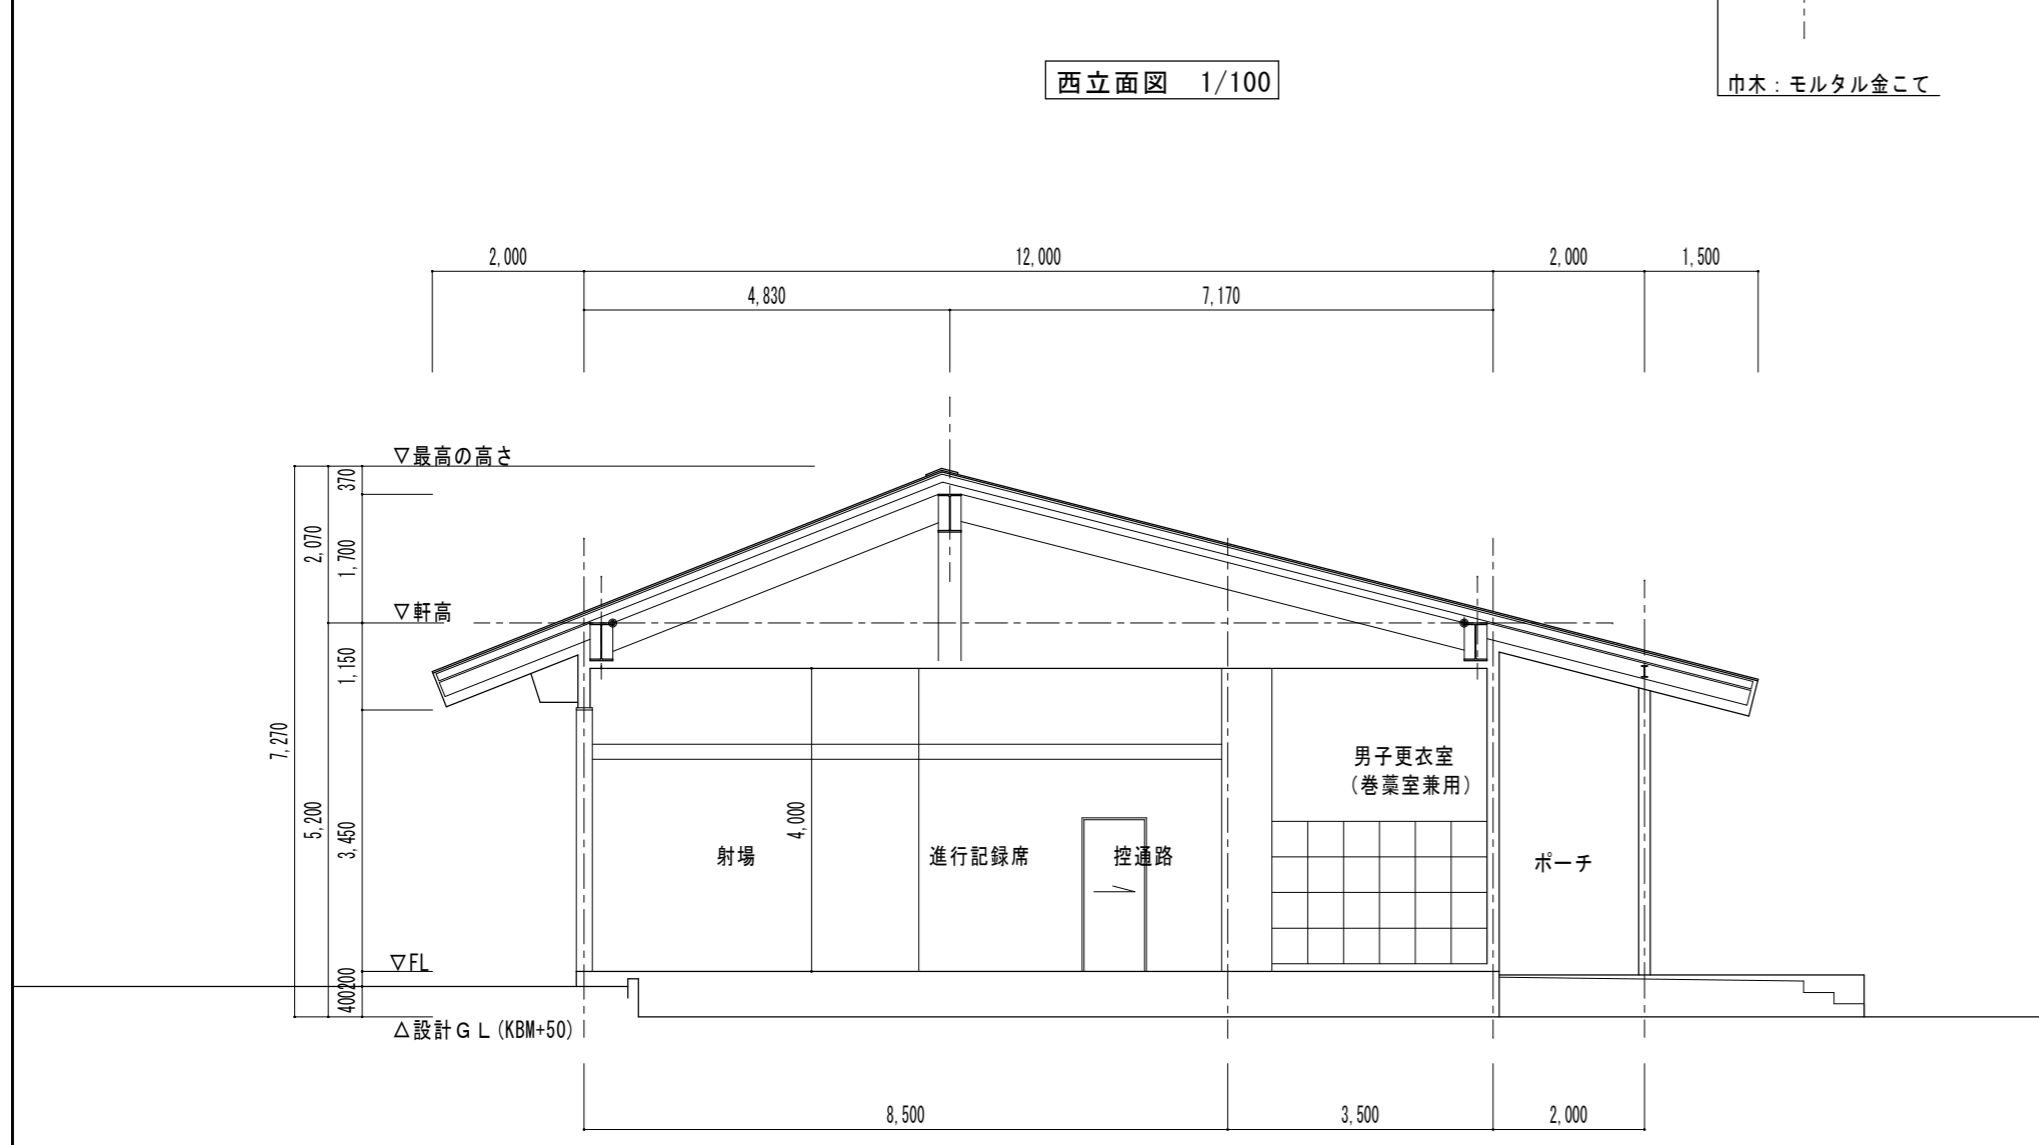 西立面図 1/100
巾木：モルタル金こて
2,000 12,000 2,000 1,500
4,830 7,170
▽最高の高さ
370
2,070
1,700
▽軒高
1,150
7,270
5,200
3,450
4,000
男子更衣室
(巻藁室兼用)
射場 進行記録席 控通路 ポーチ
▽FL
200
400
△設計ＧＬ(KBM+50)
8,500 3,500 2,000